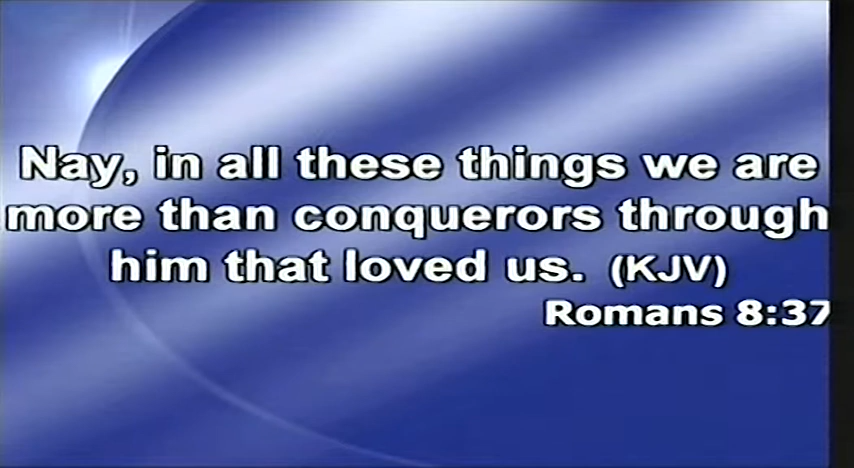 Nay, in all these things we are
more than conquerors through
him that loved us. (KJV)
Romans 8:37